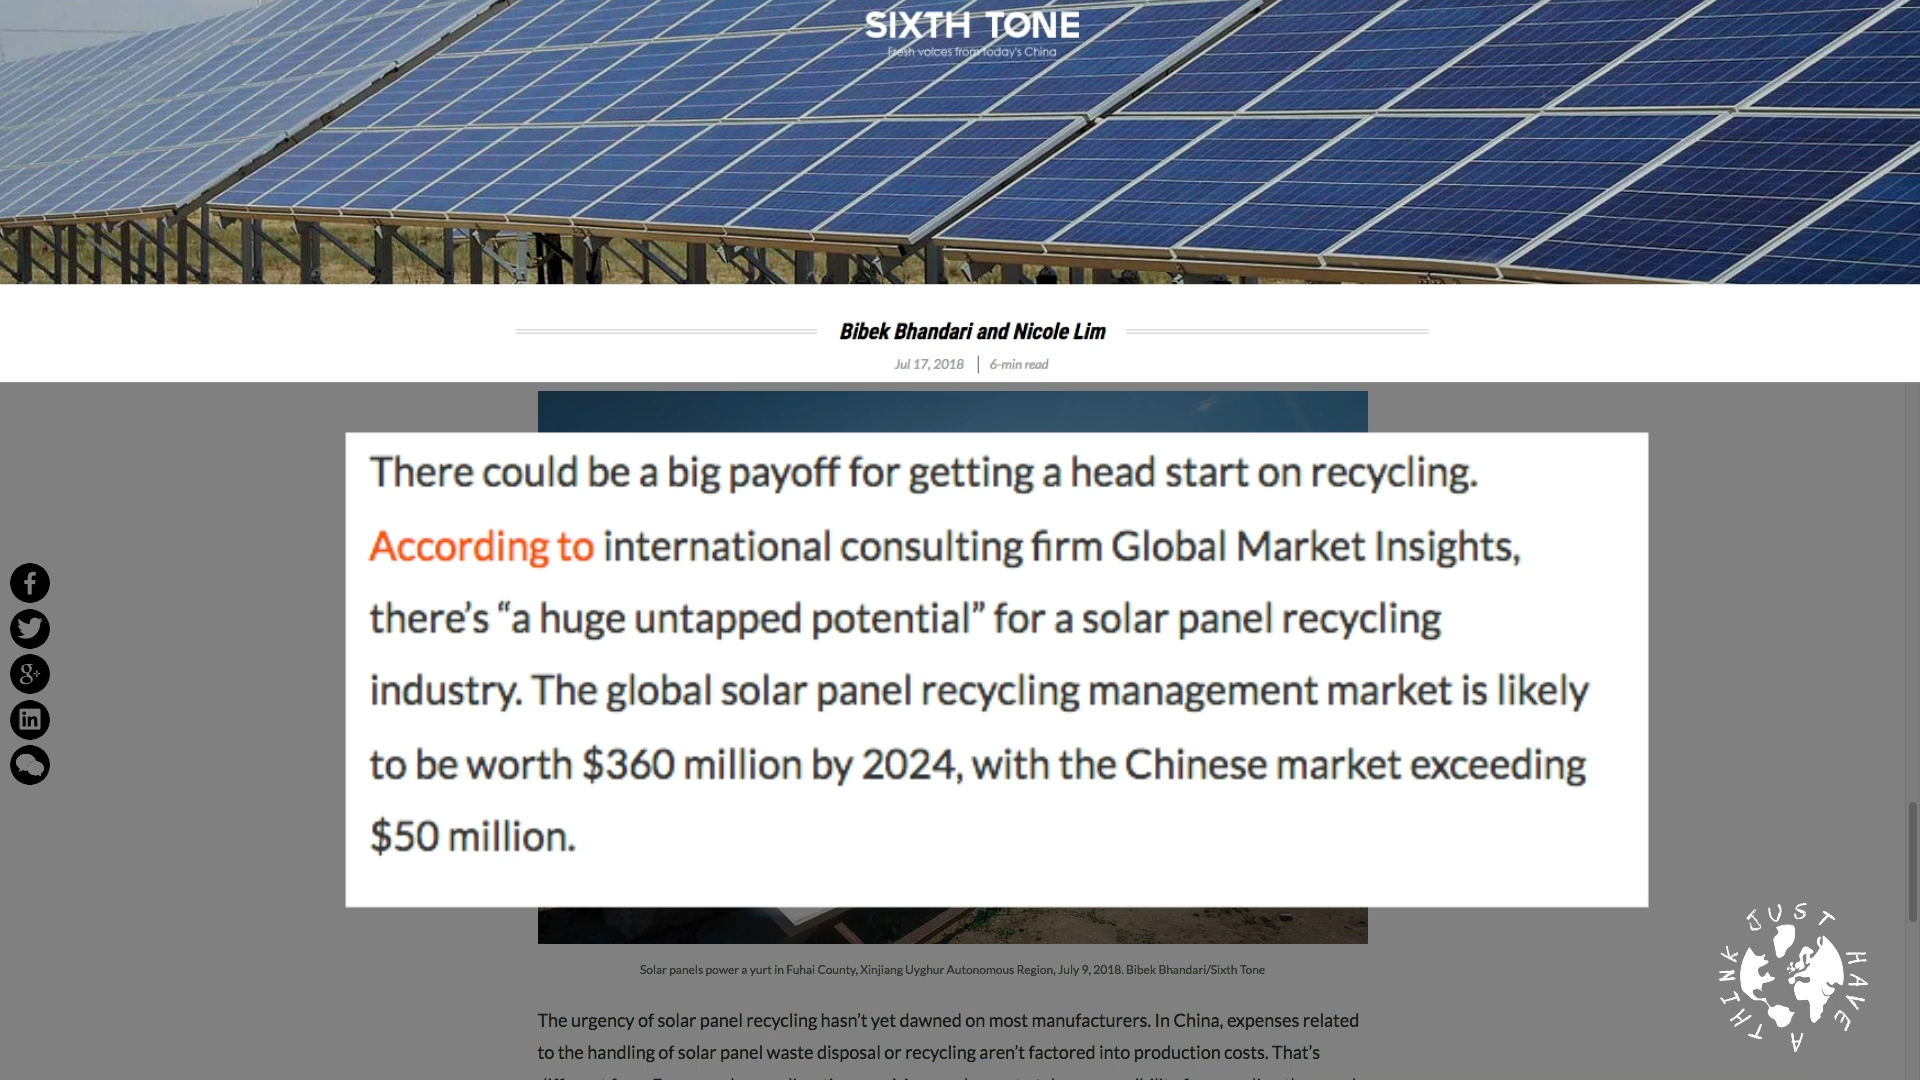 SIXTH TONE
Fresh voices from today's China
Bibek Bhandari and Nicole Lim
Jul 17, 2018 | 6-min read
There could be a big payoff for getting a head start on recycling.
According to international consulting firm Global Market Insights,
there's “a huge untapped potential” for a solar panel recycling
industry. The global solar panel recycling management market is likely
to be worth $360 million by 2024, with the Chinese market exceeding
$50 million.
Solar panels power a yurt in Fuhai County, Xinjiang Uyghur Autonomous Region, July 9, 2018. Bibek Bhandari/Sixth Tone
The urgency of solar panel recycling hasn't yet dawned on most manufacturers. In China, expenses related
to the handling of solar panel waste disposal or recycling aren't factored into production costs. That's
JUST HAVE A THINK